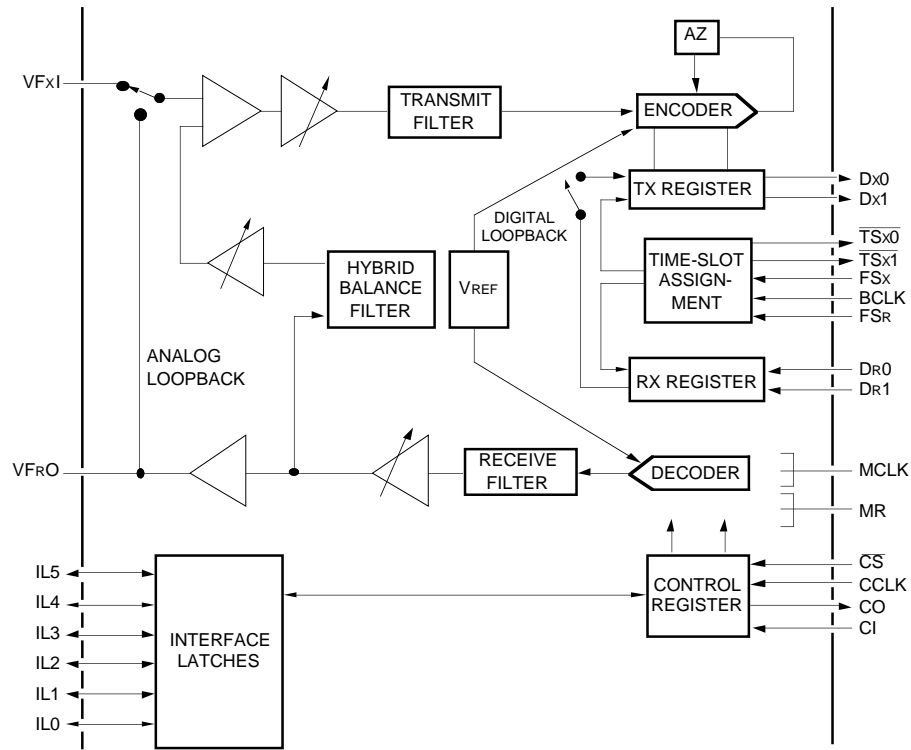 AZ
VFXI
TRANSMIT
FILTER
ENCODER
TX REGISTER
DX0
DX1
DIGITAL
LOOPBACK
TSX0
TSX1
FSX
BCLK
FSR
TIME-SLOT
ASSIGN-
MENT
HYBRID
BALANCE
FILTER
VREF
ANALOG
LOOPBACK
RX REGISTER
DR0
DR1
VFRO
RECEIVE
FILTER
DECODER
MCLK
MR
IL5
IL4
IL3
IL2
IL1
IL0
INTERFACE
LATCHES
CONTROL
REGISTER
CS
CCLK
CO
CI